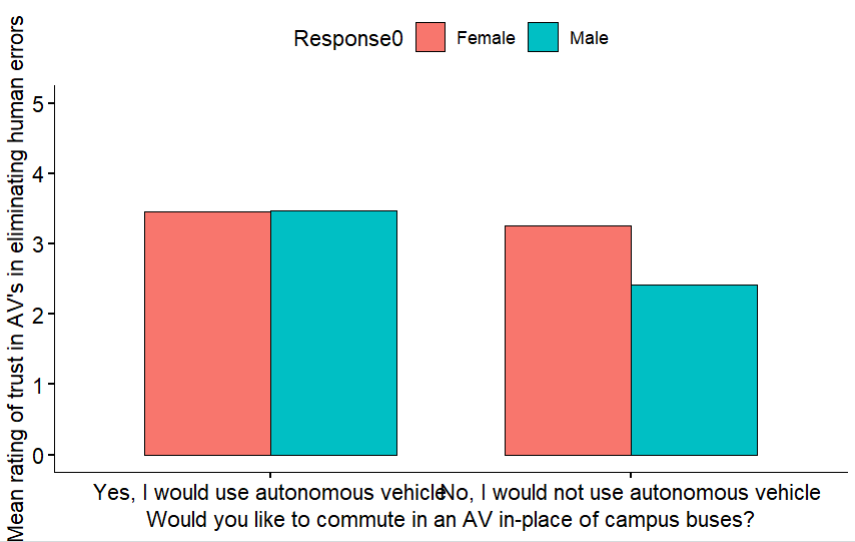 Response0 Female Male
Mean rating of trust in AV's in eliminating human errors
5
4
3
2
1
0
Yes, I would use autonomous vehicle No, I would not use autonomous vehicle
Would you like to commute in an AV in-place of campus buses?